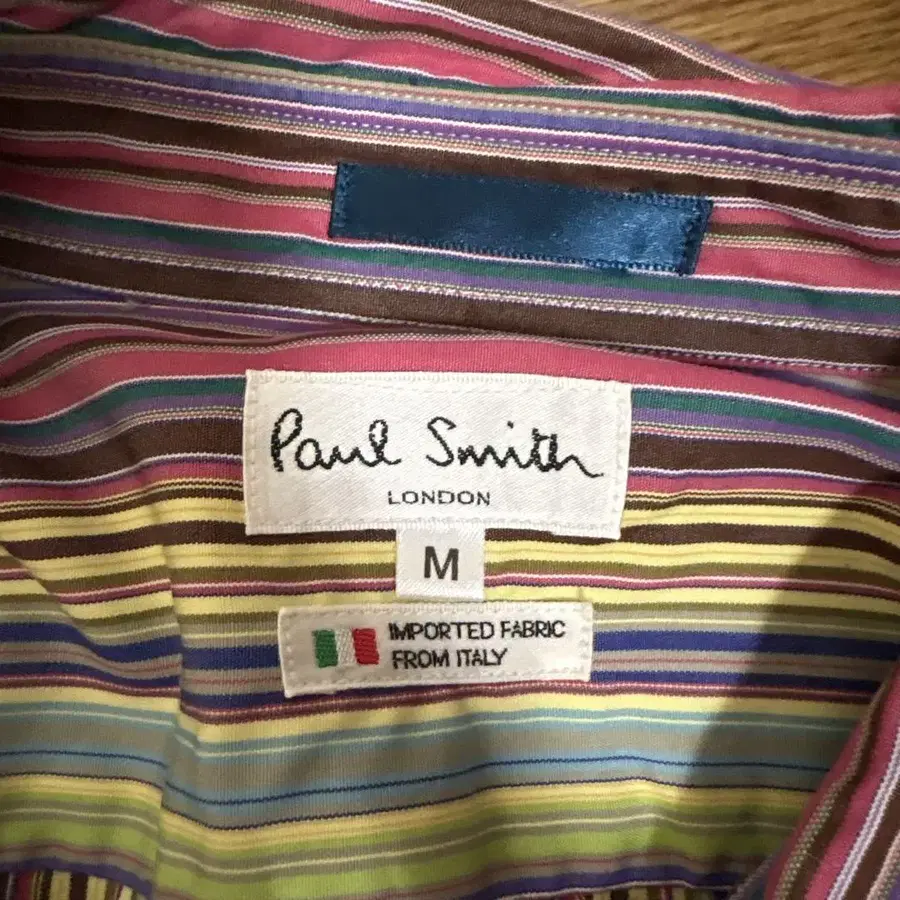 Paul Smith
LONDON
M
IMPORTED FABRIC
FROM ITALY